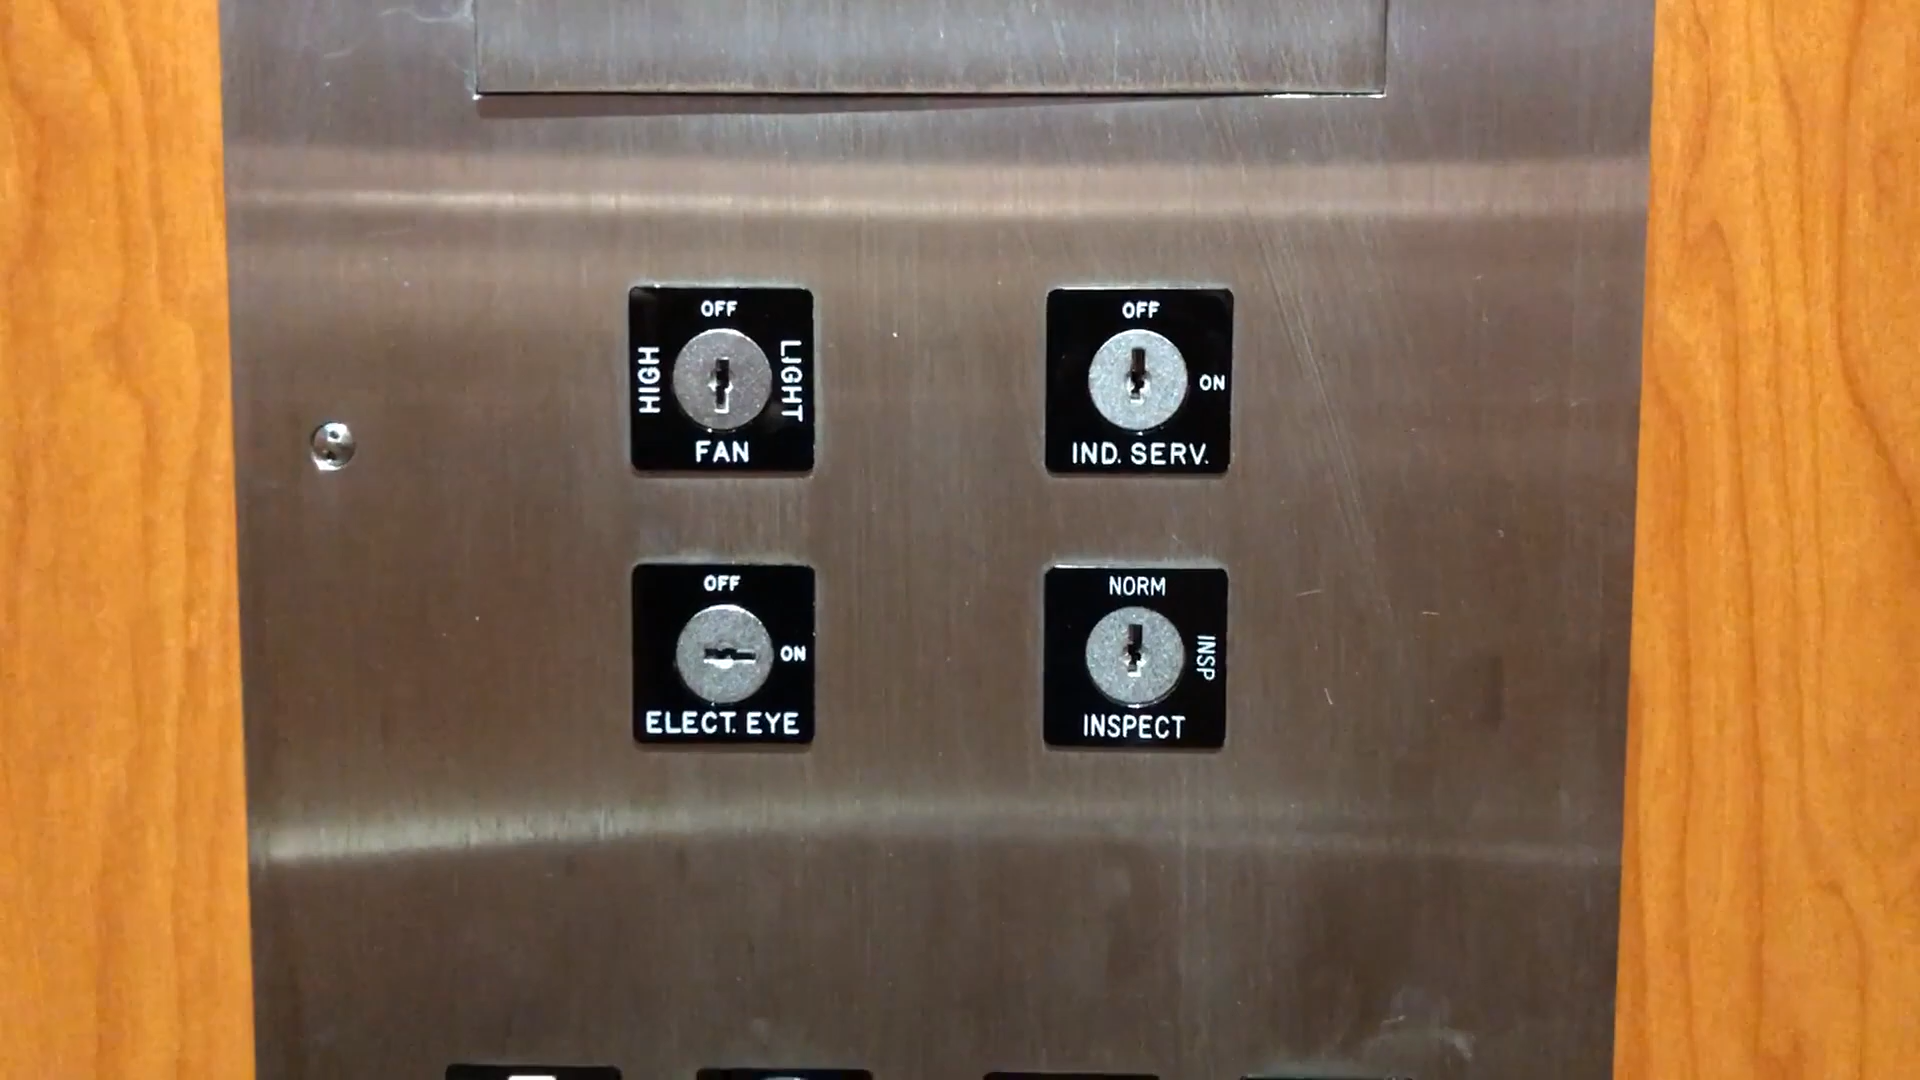 OFF
HIGH
LIGHT
FAN
OFF
ON
IND. SERV.
OFF
ON
ELECT. EYE
NORM
INSP
INSPECT